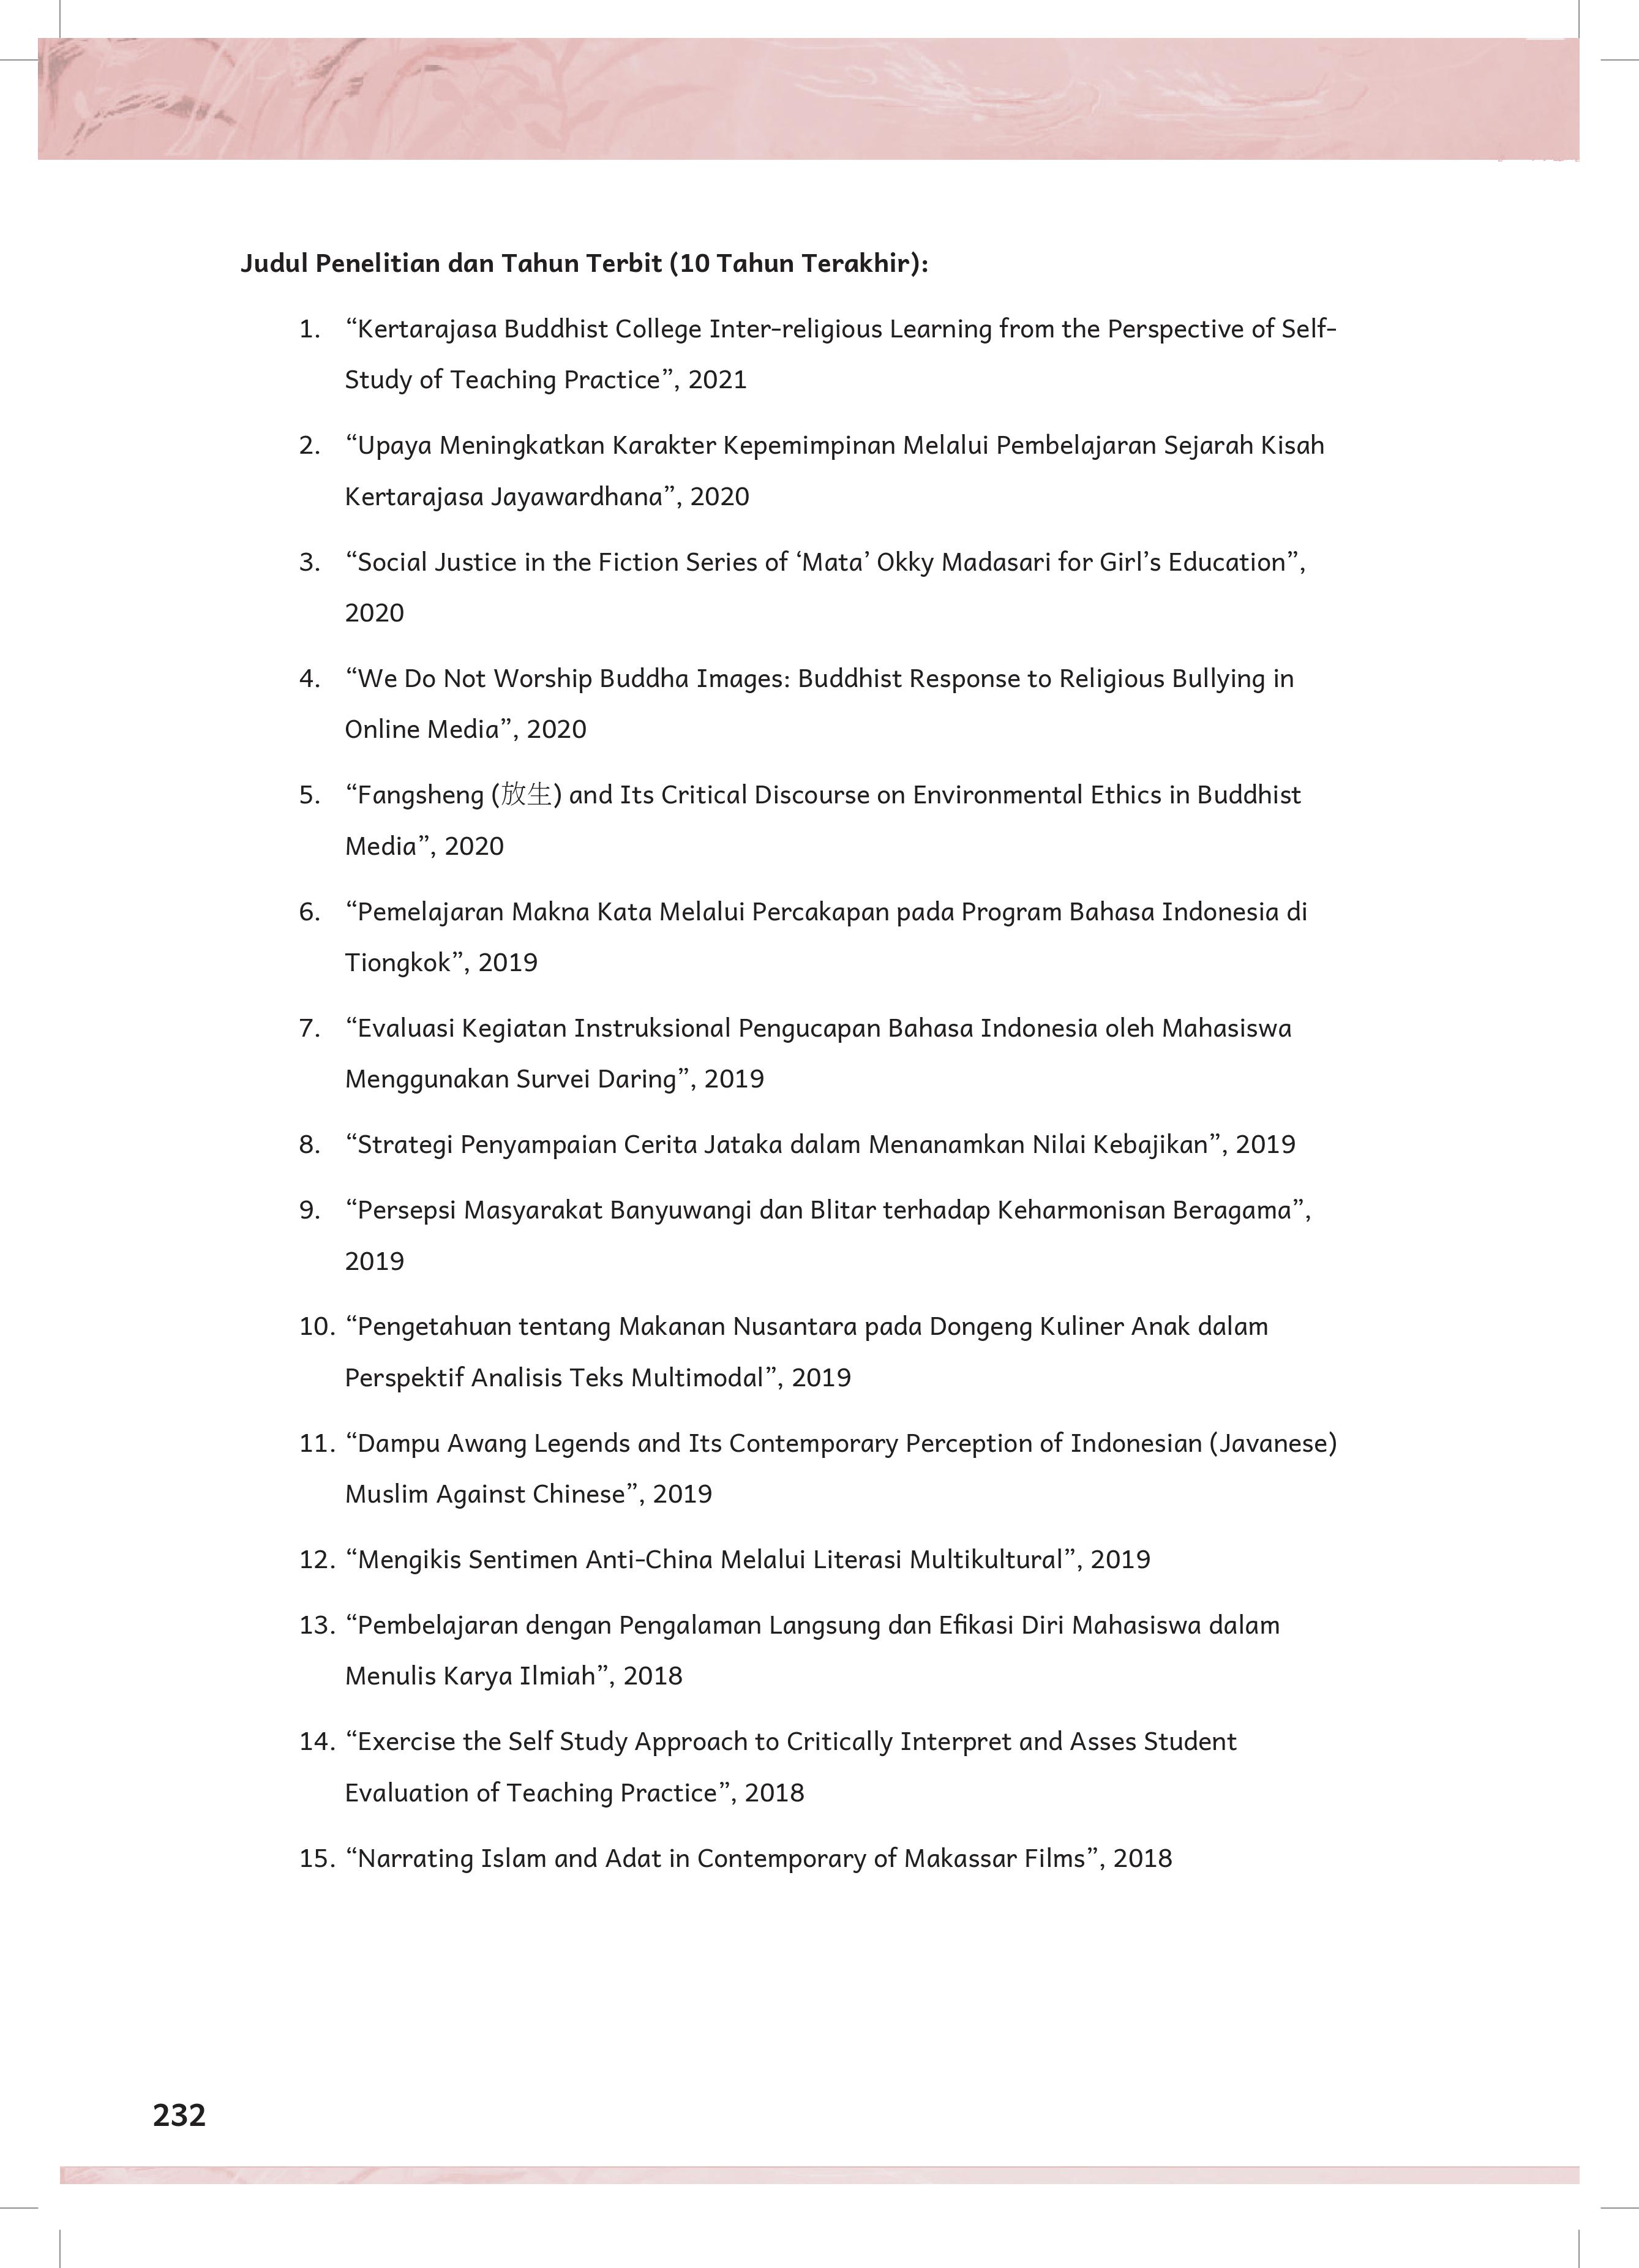 Judul Penelitian dan Tahun Terbit (10 Tahun Terakhir):
1. “Kertarajasa Buddhist College Inter-religious Learning from the Perspective of Self-
Study of Teaching Practice”, 2021
2. “Upaya Meningkatkan Karakter Kepemimpinan Melalui Pembelajaran Sejarah Kisah
Kertarajasa Jayawardhana”, 2020
3. “Social Justice in the Fiction Series of ‘Mata’ Okky Madasari for Girl’s Education”,
2020
4. “We Do Not Worship Buddha Images: Buddhist Response to Religious Bullying in
Online Media”, 2020
5. “Fangsheng (放生) and Its Critical Discourse on Environmental Ethics in Buddhist
Media”, 2020
6. “Pemelajaran Makna Kata Melalui Percakapan pada Program Bahasa Indonesia di
Tiongkok”, 2019
7. “Evaluasi Kegiatan Instruksional Pengucapan Bahasa Indonesia oleh Mahasiswa
Menggunakan Survei Daring”, 2019
8. “Strategi Penyampaian Cerita Jataka dalam Menanamkan Nilai Kebajikan”, 2019
9. “Persepsi Masyarakat Banyuwangi dan Blitar terhadap Keharmonisan Beragama”,
2019
10. “Pengetahuan tentang Makanan Nusantara pada Dongeng Kuliner Anak dalam
Perspektif Analisis Teks Multimodal”, 2019
11. “Dampu Awang Legends and Its Contemporary Perception of Indonesian (Javanese)
Muslim Against Chinese”, 2019
12. “Mengikis Sentimen Anti-China Melalui Literasi Multikultural”, 2019
13. “Pembelajaran dengan Pengalaman Langsung dan Efikasi Diri Mahasiswa dalam
Menulis Karya Ilmiah”, 2018
14. “Exercise the Self Study Approach to Critically Interpret and Asses Student
Evaluation of Teaching Practice”, 2018
15. “Narrating Islam and Adat in Contemporary of Makassar Films”, 2018
232